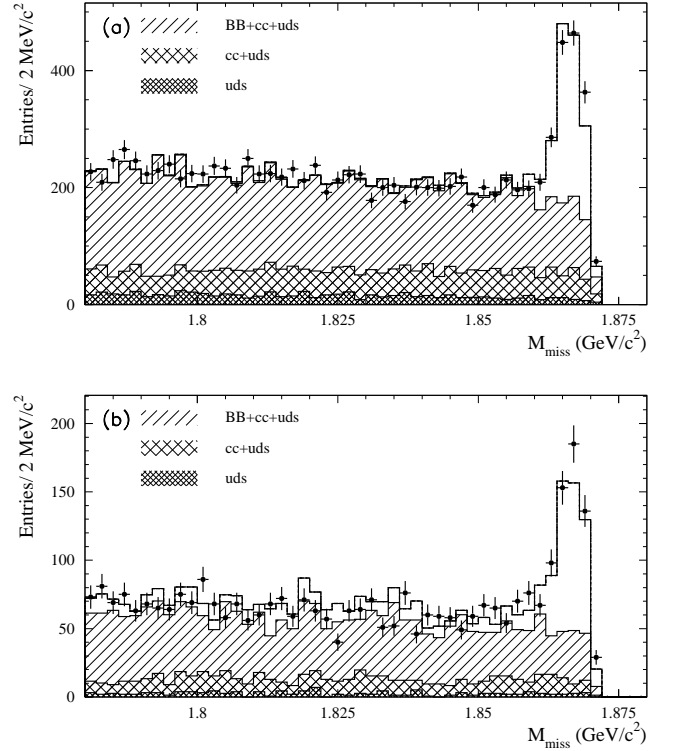 (a)
BB+cc+uds
cc+uds
uds
Entries/ 2 MeV/c²
400
200
0
1.8
1.825
1.85
1.875
M_miss (GeV/c²)
(b)
BB+cc+uds
cc+uds
uds
Entries/ 2 MeV/c²
200
150
100
50
0
1.8
1.825
1.85
1.875
M_miss (GeV/c²)